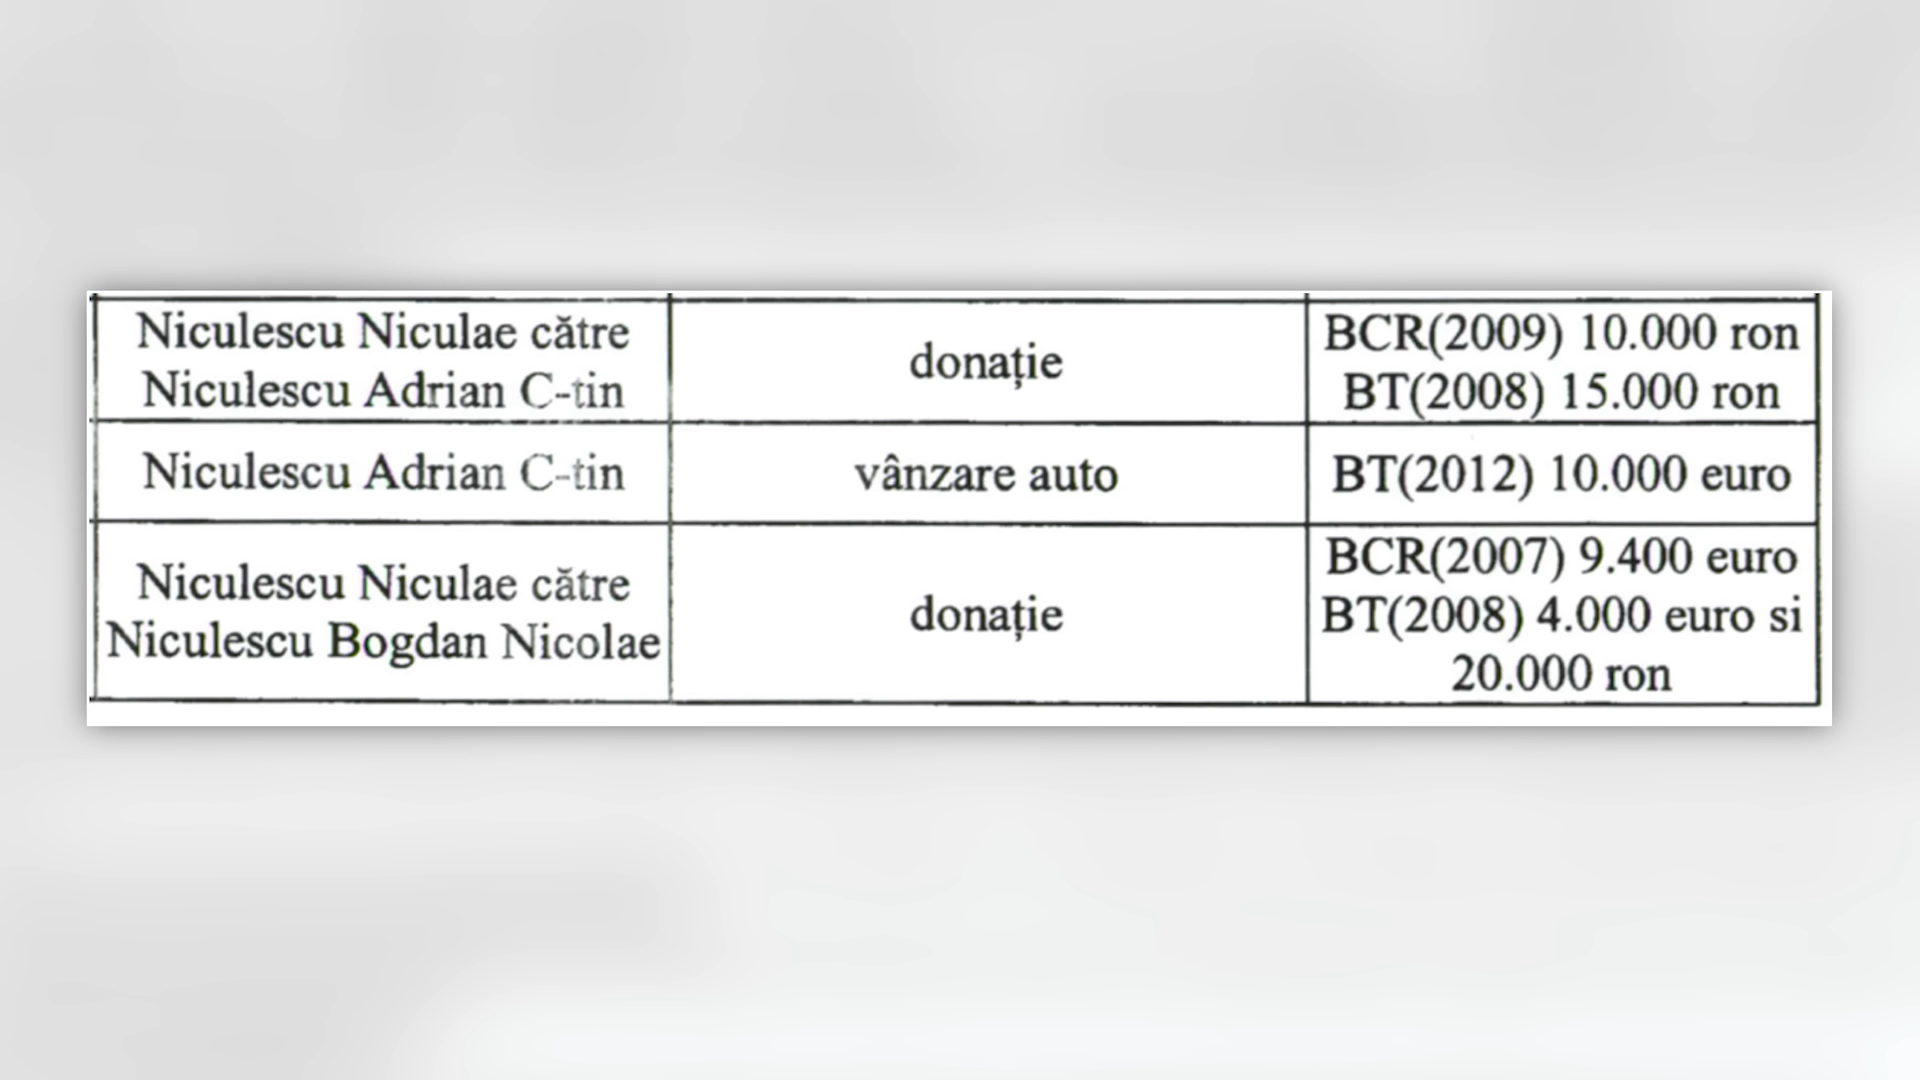 Niculescu Niculae către
Niculescu Adrian C-tin
donație
BCR(2009) 10.000 ron
BT(2008) 15.000 ron
Niculescu Adrian C-tin
vânzare auto
BT(2012) 10.000 euro
Niculescu Niculae către
Niculescu Bogdan Nicolae
donație
BCR(2007) 9.400 euro
BT(2008) 4.000 euro si
20.000 ron